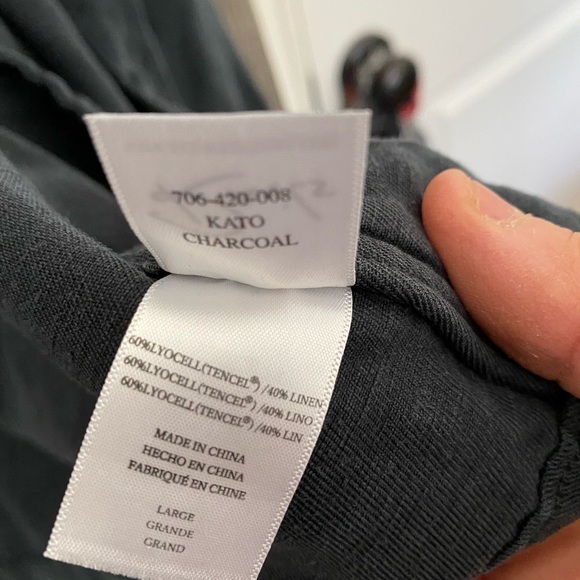 706-420-008
KATO
CHARCOAL
60%LYOCELL(TENCEL®)/40% LINEN
60%LYOCELL(TENCEL®)/40% LINO
60%LYOCELL(TENCEL®)/40% LIN
MADE IN CHINA
HECHO EN CHINA
FABRIQUÉ EN CHINE
LARGE
GRANDE
GRAND